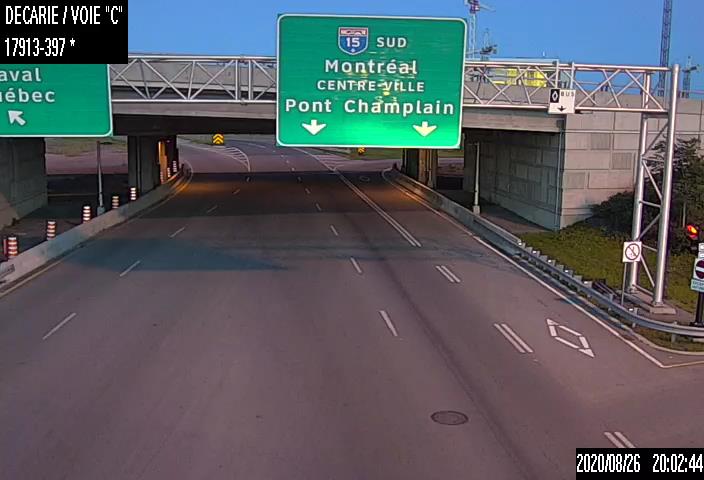 DECARIE / VOIE "C"
17913-397 *
15 SUD
Montréal
CENTRE-VILLE
Pont Champlain
aval
uébec
BUS
2020/08/26 20:02:44